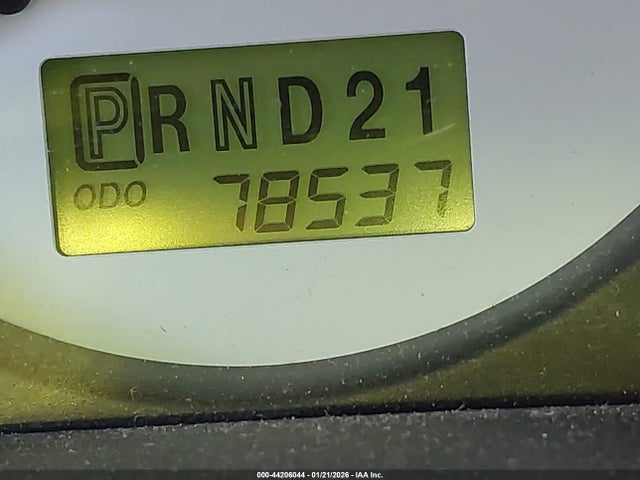 PRND21
ODO 78537
000-44206044 - 01/21/2026 - IAA Inc.